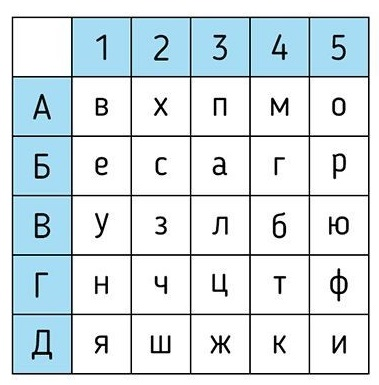 1 2 3 4 5
А в х п м о
Б е с а г р
В у з л б ю
Г н ч ц т ф
Д я ш ж к и